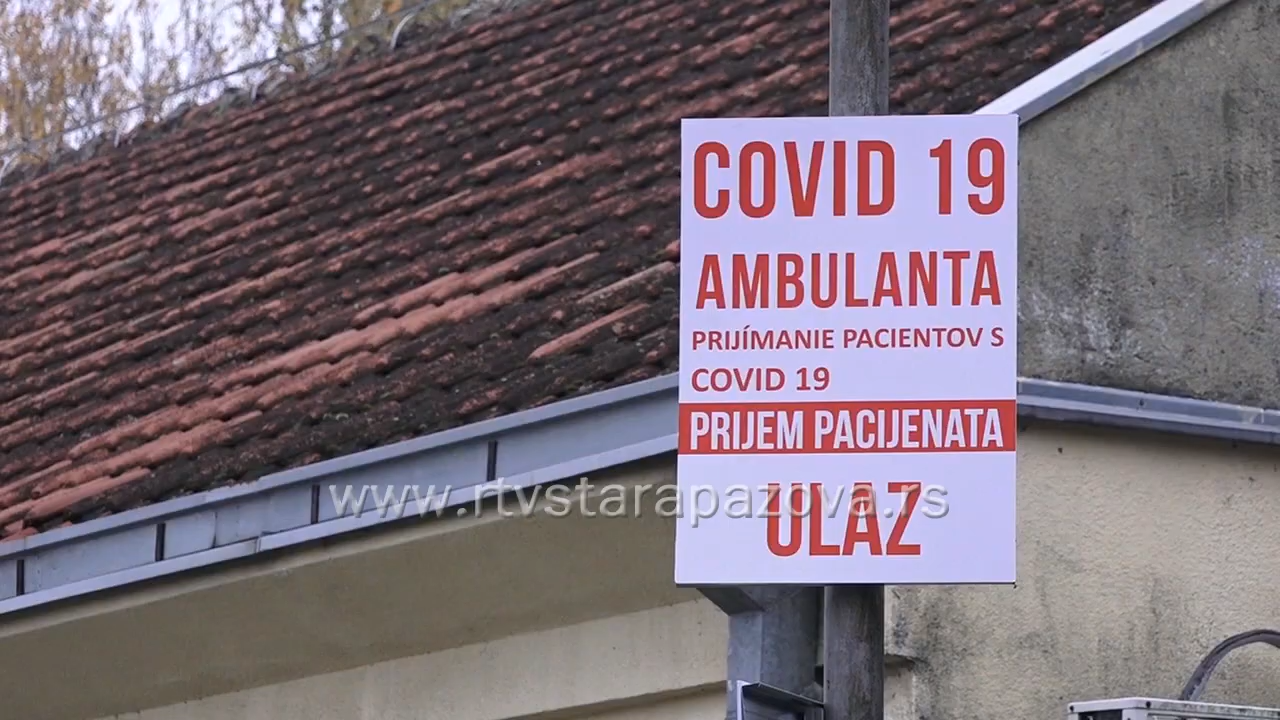 COVID 19
AMBULANTA
PRIJÍMANIE PACIENTOV S
COVID 19
PRIJEM PACIJENATA
www.rtvstarapazova.rs
ULAZ